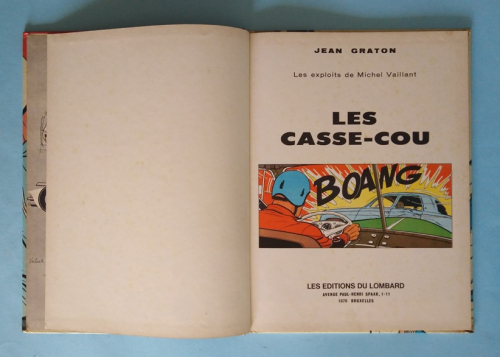 JEAN GRATON
Les exploits de Michel Vaillant
LES
CASSE-COU
BOANG
LES EDITIONS DU LOMBARD
AVENUE PAUL-HENRI SPAAK, 1-11
1070 BRUXELLES